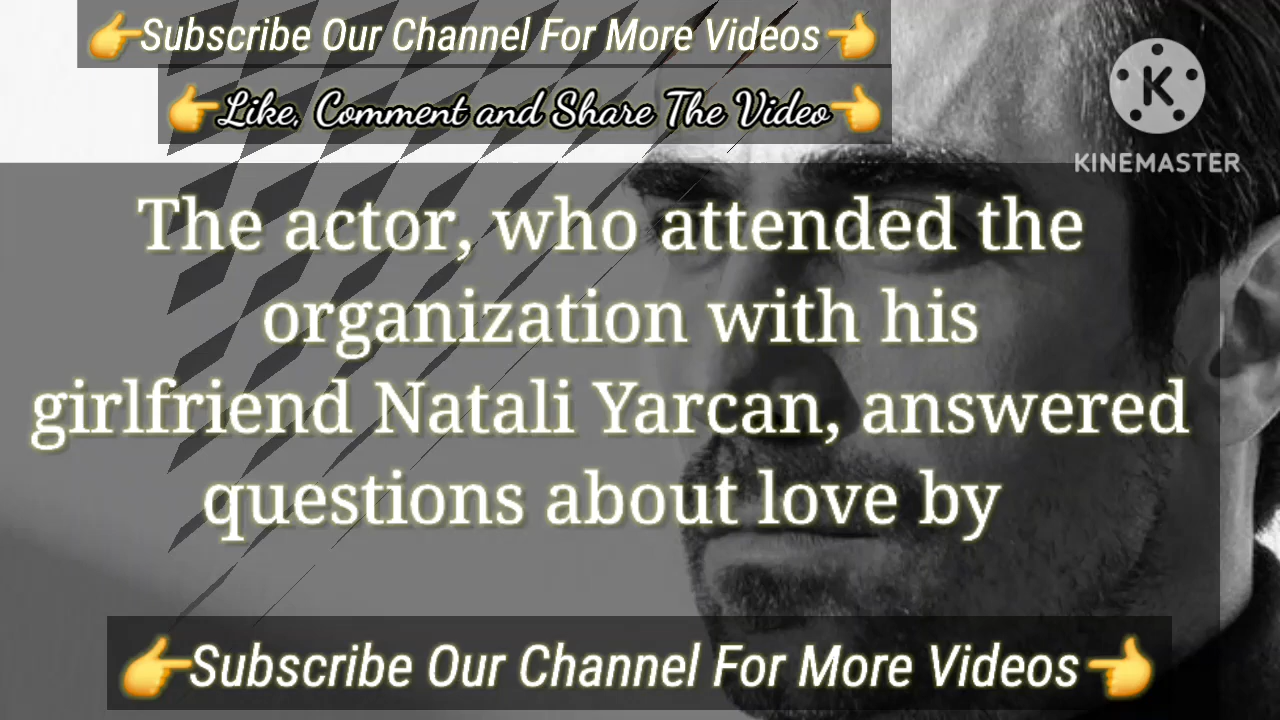 👉Subscribe Our Channel For More Videos👈
👉Like, Comment and Share The Video👈
K
KINEMASTER
The actor, who attended the
organization with his
girlfriend Natali Yarcan, answered
questions about love by
👉Subscribe Our Channel For More Videos👈